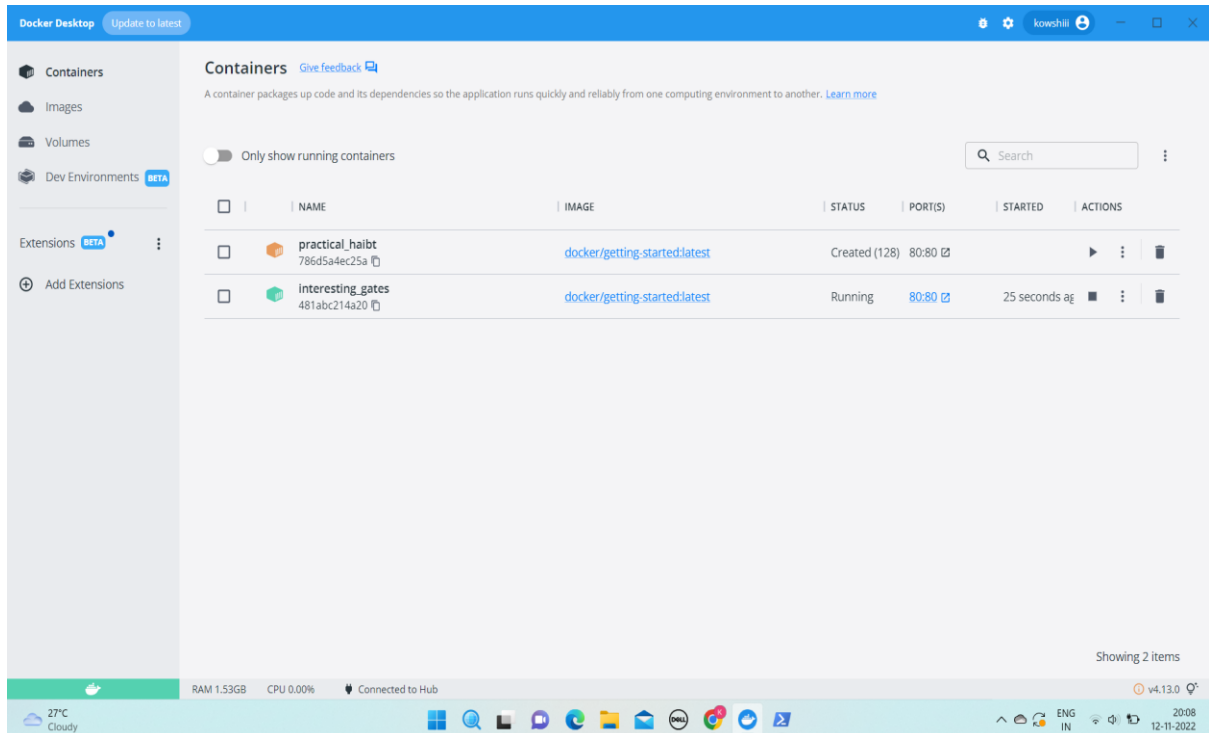 Docker Desktop Update to latest kowshiii
Containers
Images
Volumes
Dev Environments BETA
Extensions BETA
Add Extensions
Containers Give feedback
A container packages up code and its dependencies so the application runs quickly and reliably from one computing environment to another. Learn more
Only show running containers Search
NAME IMAGE STATUS PORT(S) STARTED ACTIONS
practical_haibt docker/getting-started:latest Created (128) 80:80
786d5a4ec25a
interesting_gates docker/getting-started:latest Running 80:80 25 seconds ag
481abc214a20
Showing 2 items
RAM 1.53GB CPU 0.00% Connected to Hub v4.13.0
27°C
Cloudy
DELL
K
ENG
IN
20:08
12-11-2022